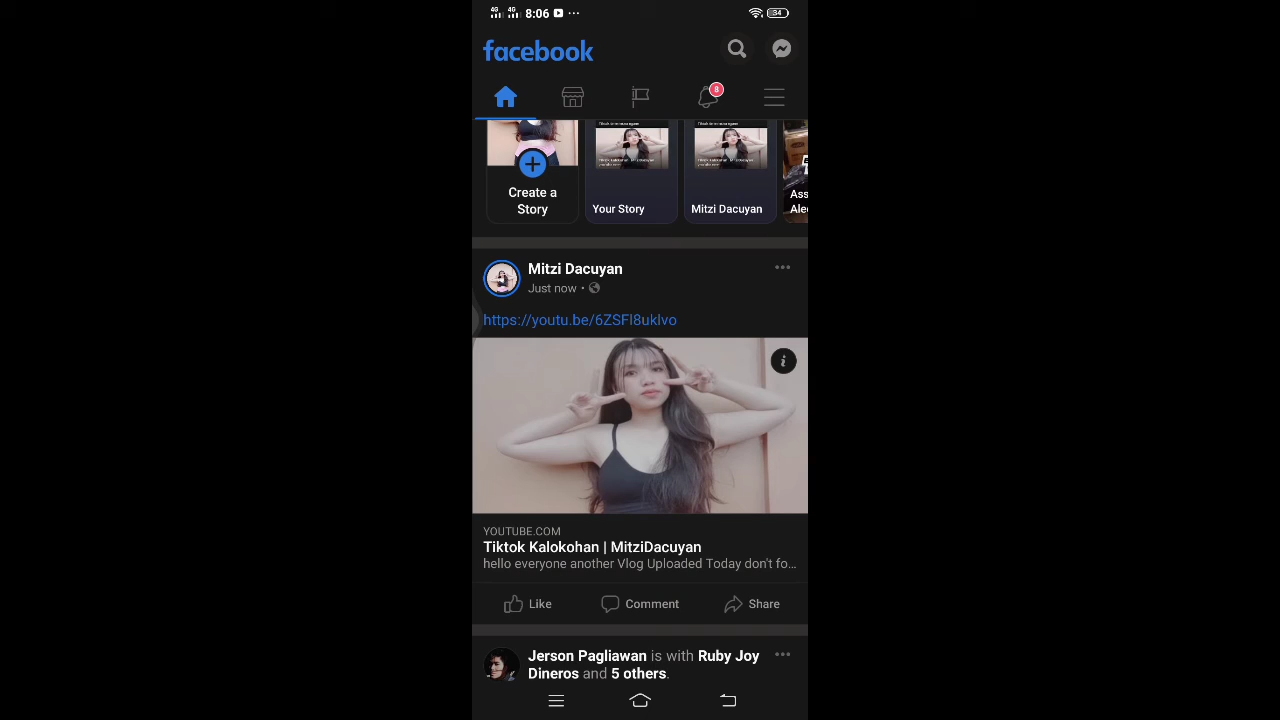 8:06
34
facebook
8
Create a
Story
Your Story
Mitzi Dacuyan
Mitzi Dacuyan
Just now
https://youtu.be/6ZSFl8uklvo
YOUTUBE.COM
Tiktok Kalokohan | MitziDacuyan
hello everyone another Vlog Uploaded Today don't fo...
Like
Comment
Share
Jerson Pagliawan is with Ruby Joy
Dineros and 5 others.